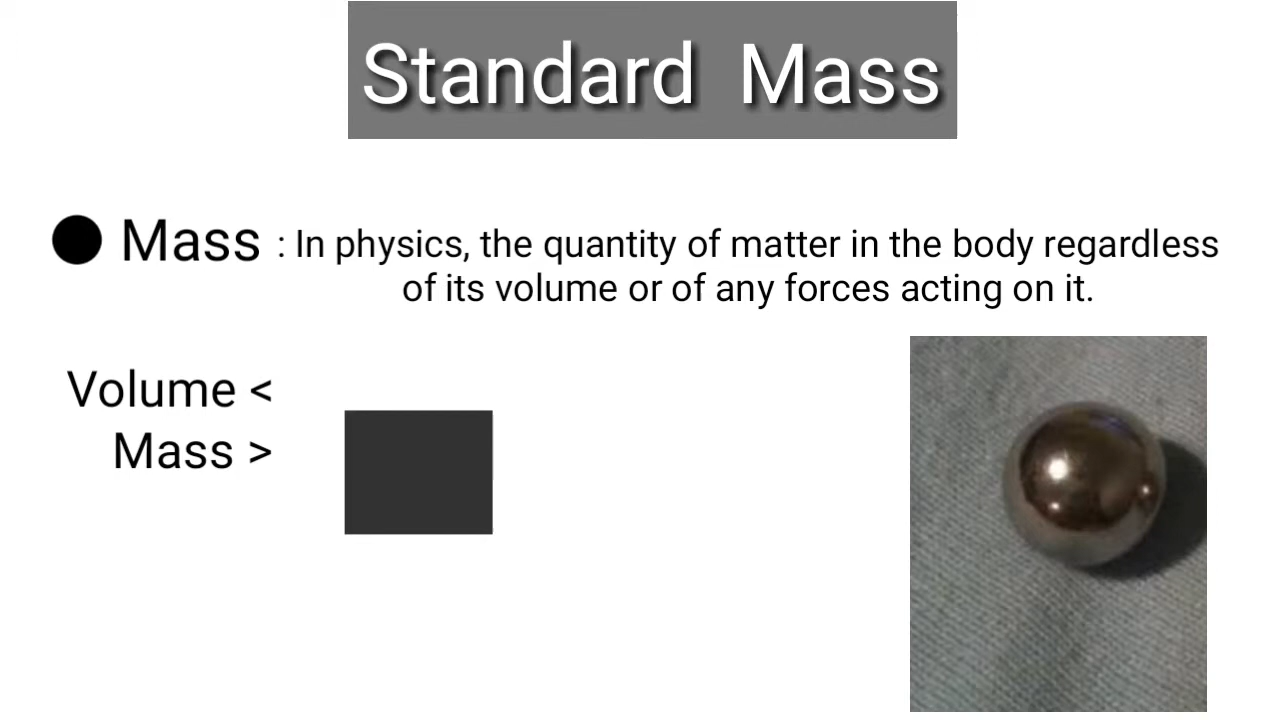 Standard Mass
Mass : In physics, the quantity of matter in the body regardless
of its volume or of any forces acting on it.
Volume <
Mass >